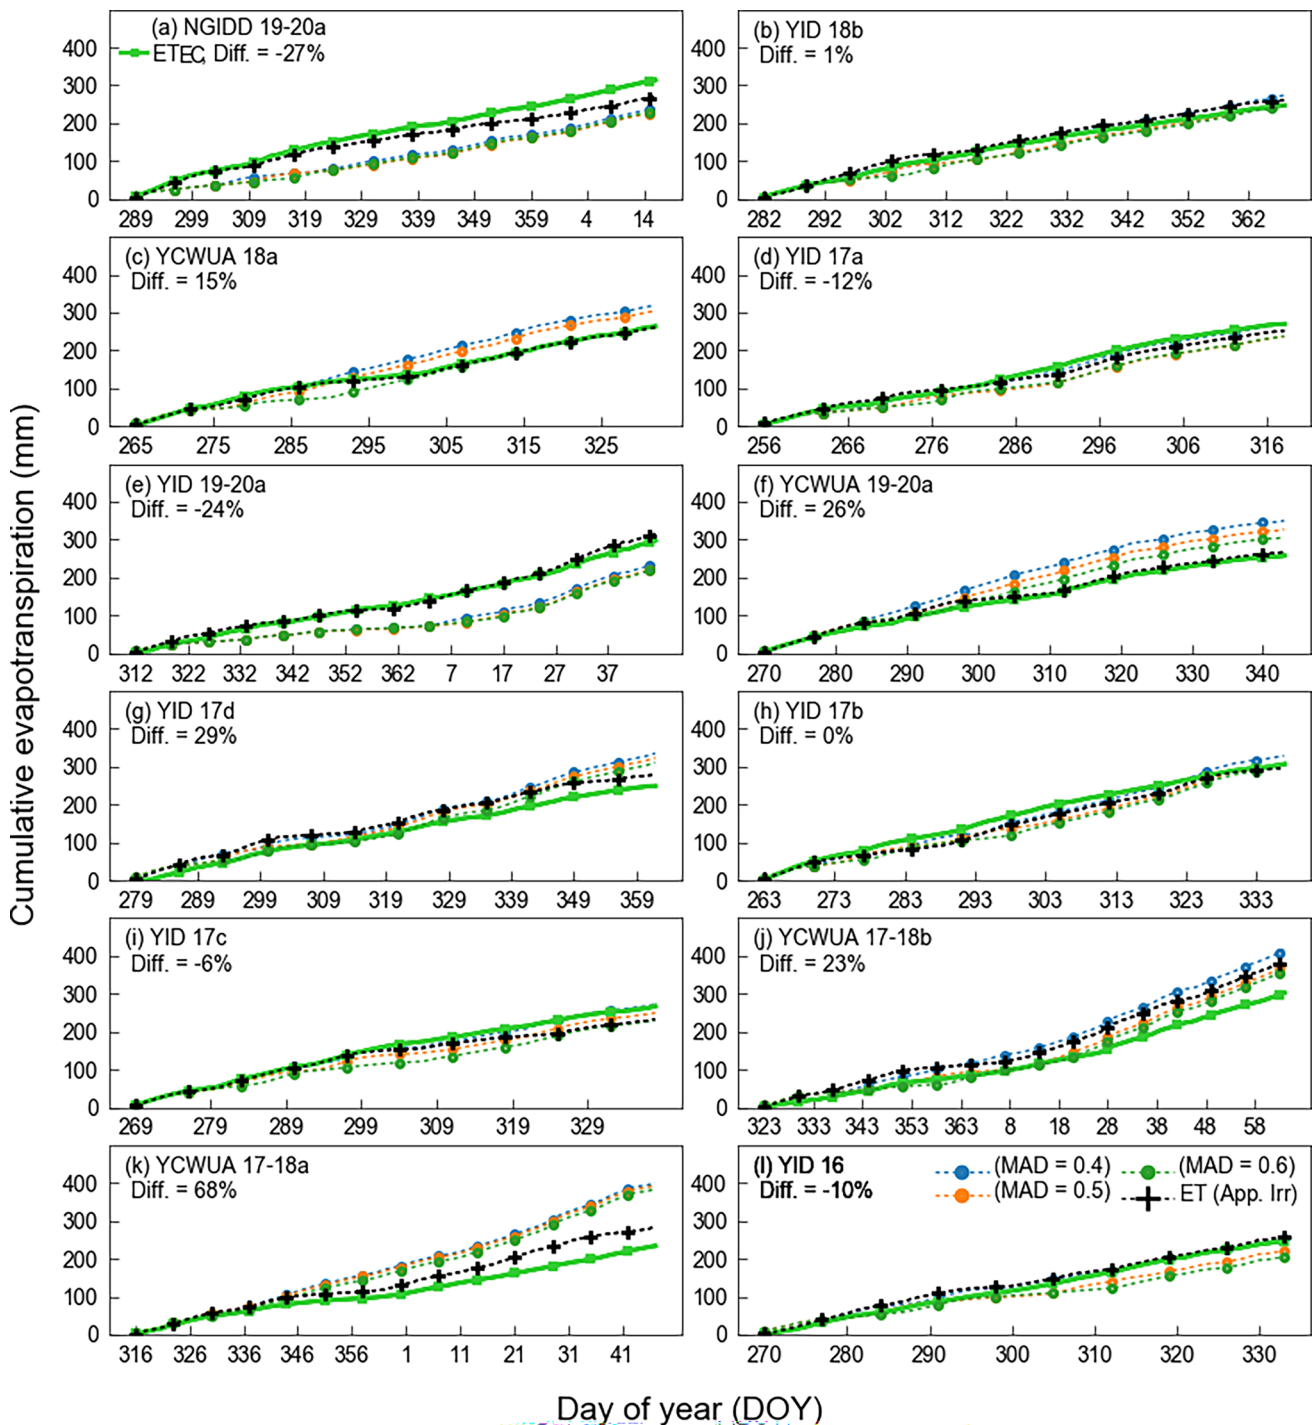 Cumulative evapotranspiration (mm)
(a) NGIDD 19-20a
ETEC, Diff. = -27%
400
300
200
100
0
289 299 309 319 329 339 349 359 4 14
(b) YID 18b
Diff. = 1%
400
300
200
100
0
282 292 302 312 322 332 342 352 362
(c) YCWUA 18a
Diff. = 15%
400
300
200
100
0
265 275 285 295 305 315 325
(d) YID 17a
Diff. = -12%
400
300
200
100
0
256 266 276 286 296 306 316
(e) YID 19-20a
Diff. = -24%
400
300
200
100
0
312 322 332 342 352 362 7 17 27 37
(f) YCWUA 19-20a
Diff. = 26%
400
300
200
100
0
270 280 290 300 310 320 330 340
(g) YID 17d
Diff. = 29%
400
300
200
100
0
279 289 299 309 319 329 339 349 359
(h) YID 17b
Diff. = 0%
400
300
200
100
0
263 273 283 293 303 313 323 333
(i) YID 17c
Diff. = -6%
400
300
200
100
0
269 279 289 299 309 319 329
(j) YCWUA 17-18b
Diff. = 23%
400
300
200
100
0
323 333 343 353 363 8 18 28 38 48 58
(k) YCWUA 17-18a
Diff. = 68%
400
300
200
100
0
316 326 336 346 356 1 11 21 31 41
(l) YID 16
Diff. = -10%
(MAD = 0.4) (MAD = 0.6)
(MAD = 0.5) ET (App. Irr)
400
300
200
100
0
270 280 290 300 310 320 330
Day of year (DOY)